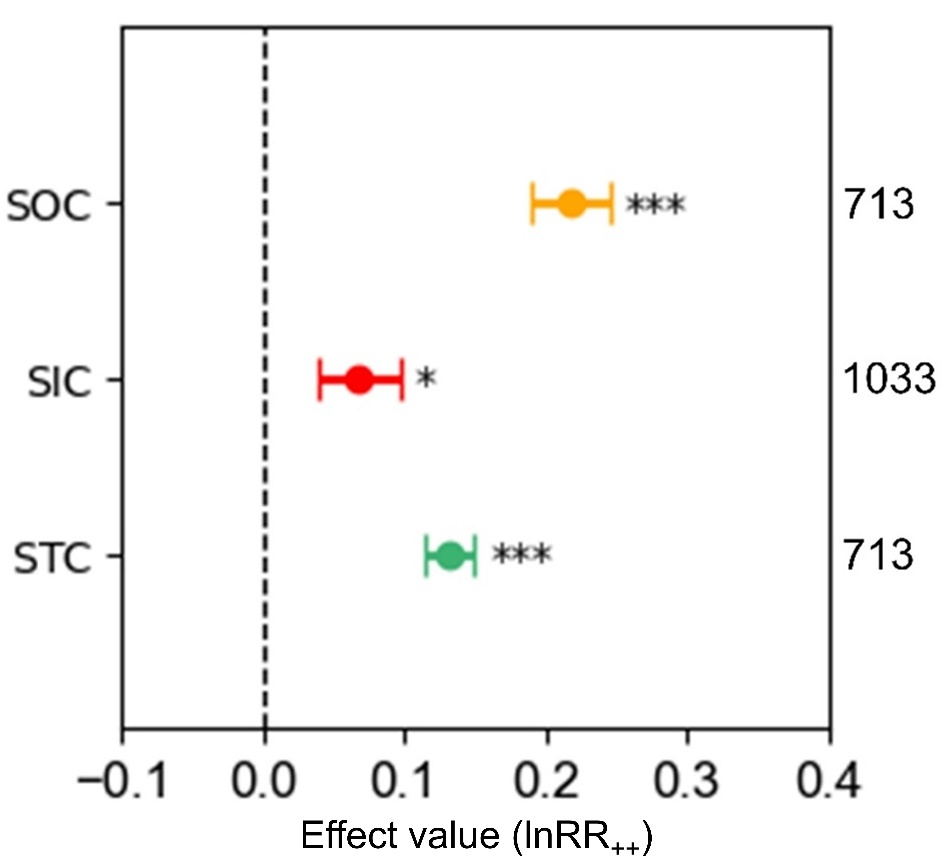 SOC *** 713
SIC * 1033
STC *** 713
−0.1 0.0 0.1 0.2 0.3 0.4
Effect value (lnRR++)